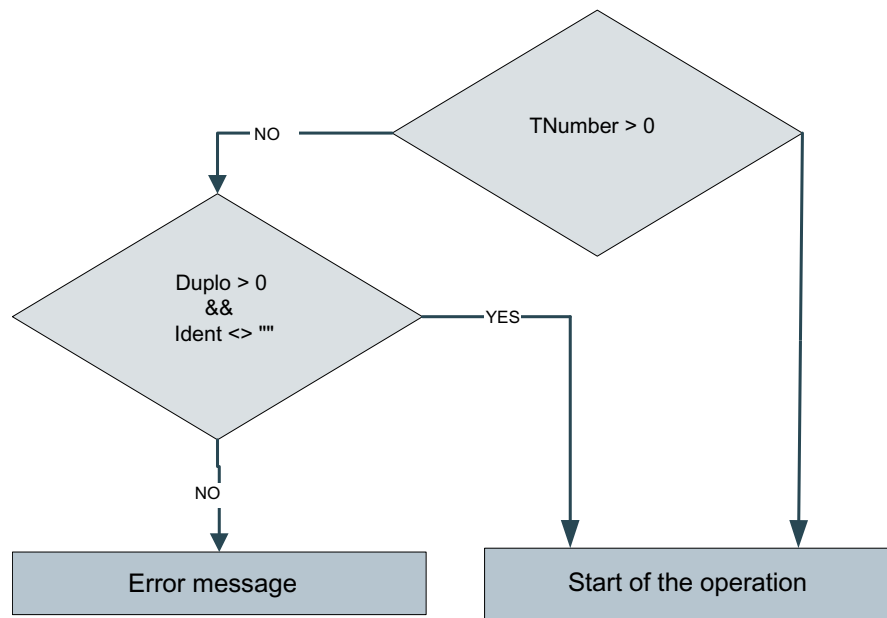 TNumber > 0
NO
Duplo > 0
&&
Ident <> ""
YES
NO
Error message
Start of the operation